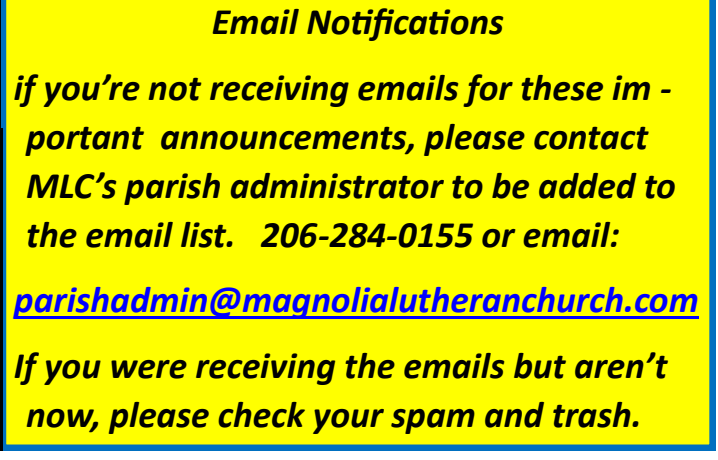 Email Notifications
if you’re not receiving emails for these im -
portant announcements, please contact
MLC’s parish administrator to be added to
the email list. 206-284-0155 or email:
parishadmin@magnolialutheranchurch.com
If you were receiving the emails but aren’t
now, please check your spam and trash.